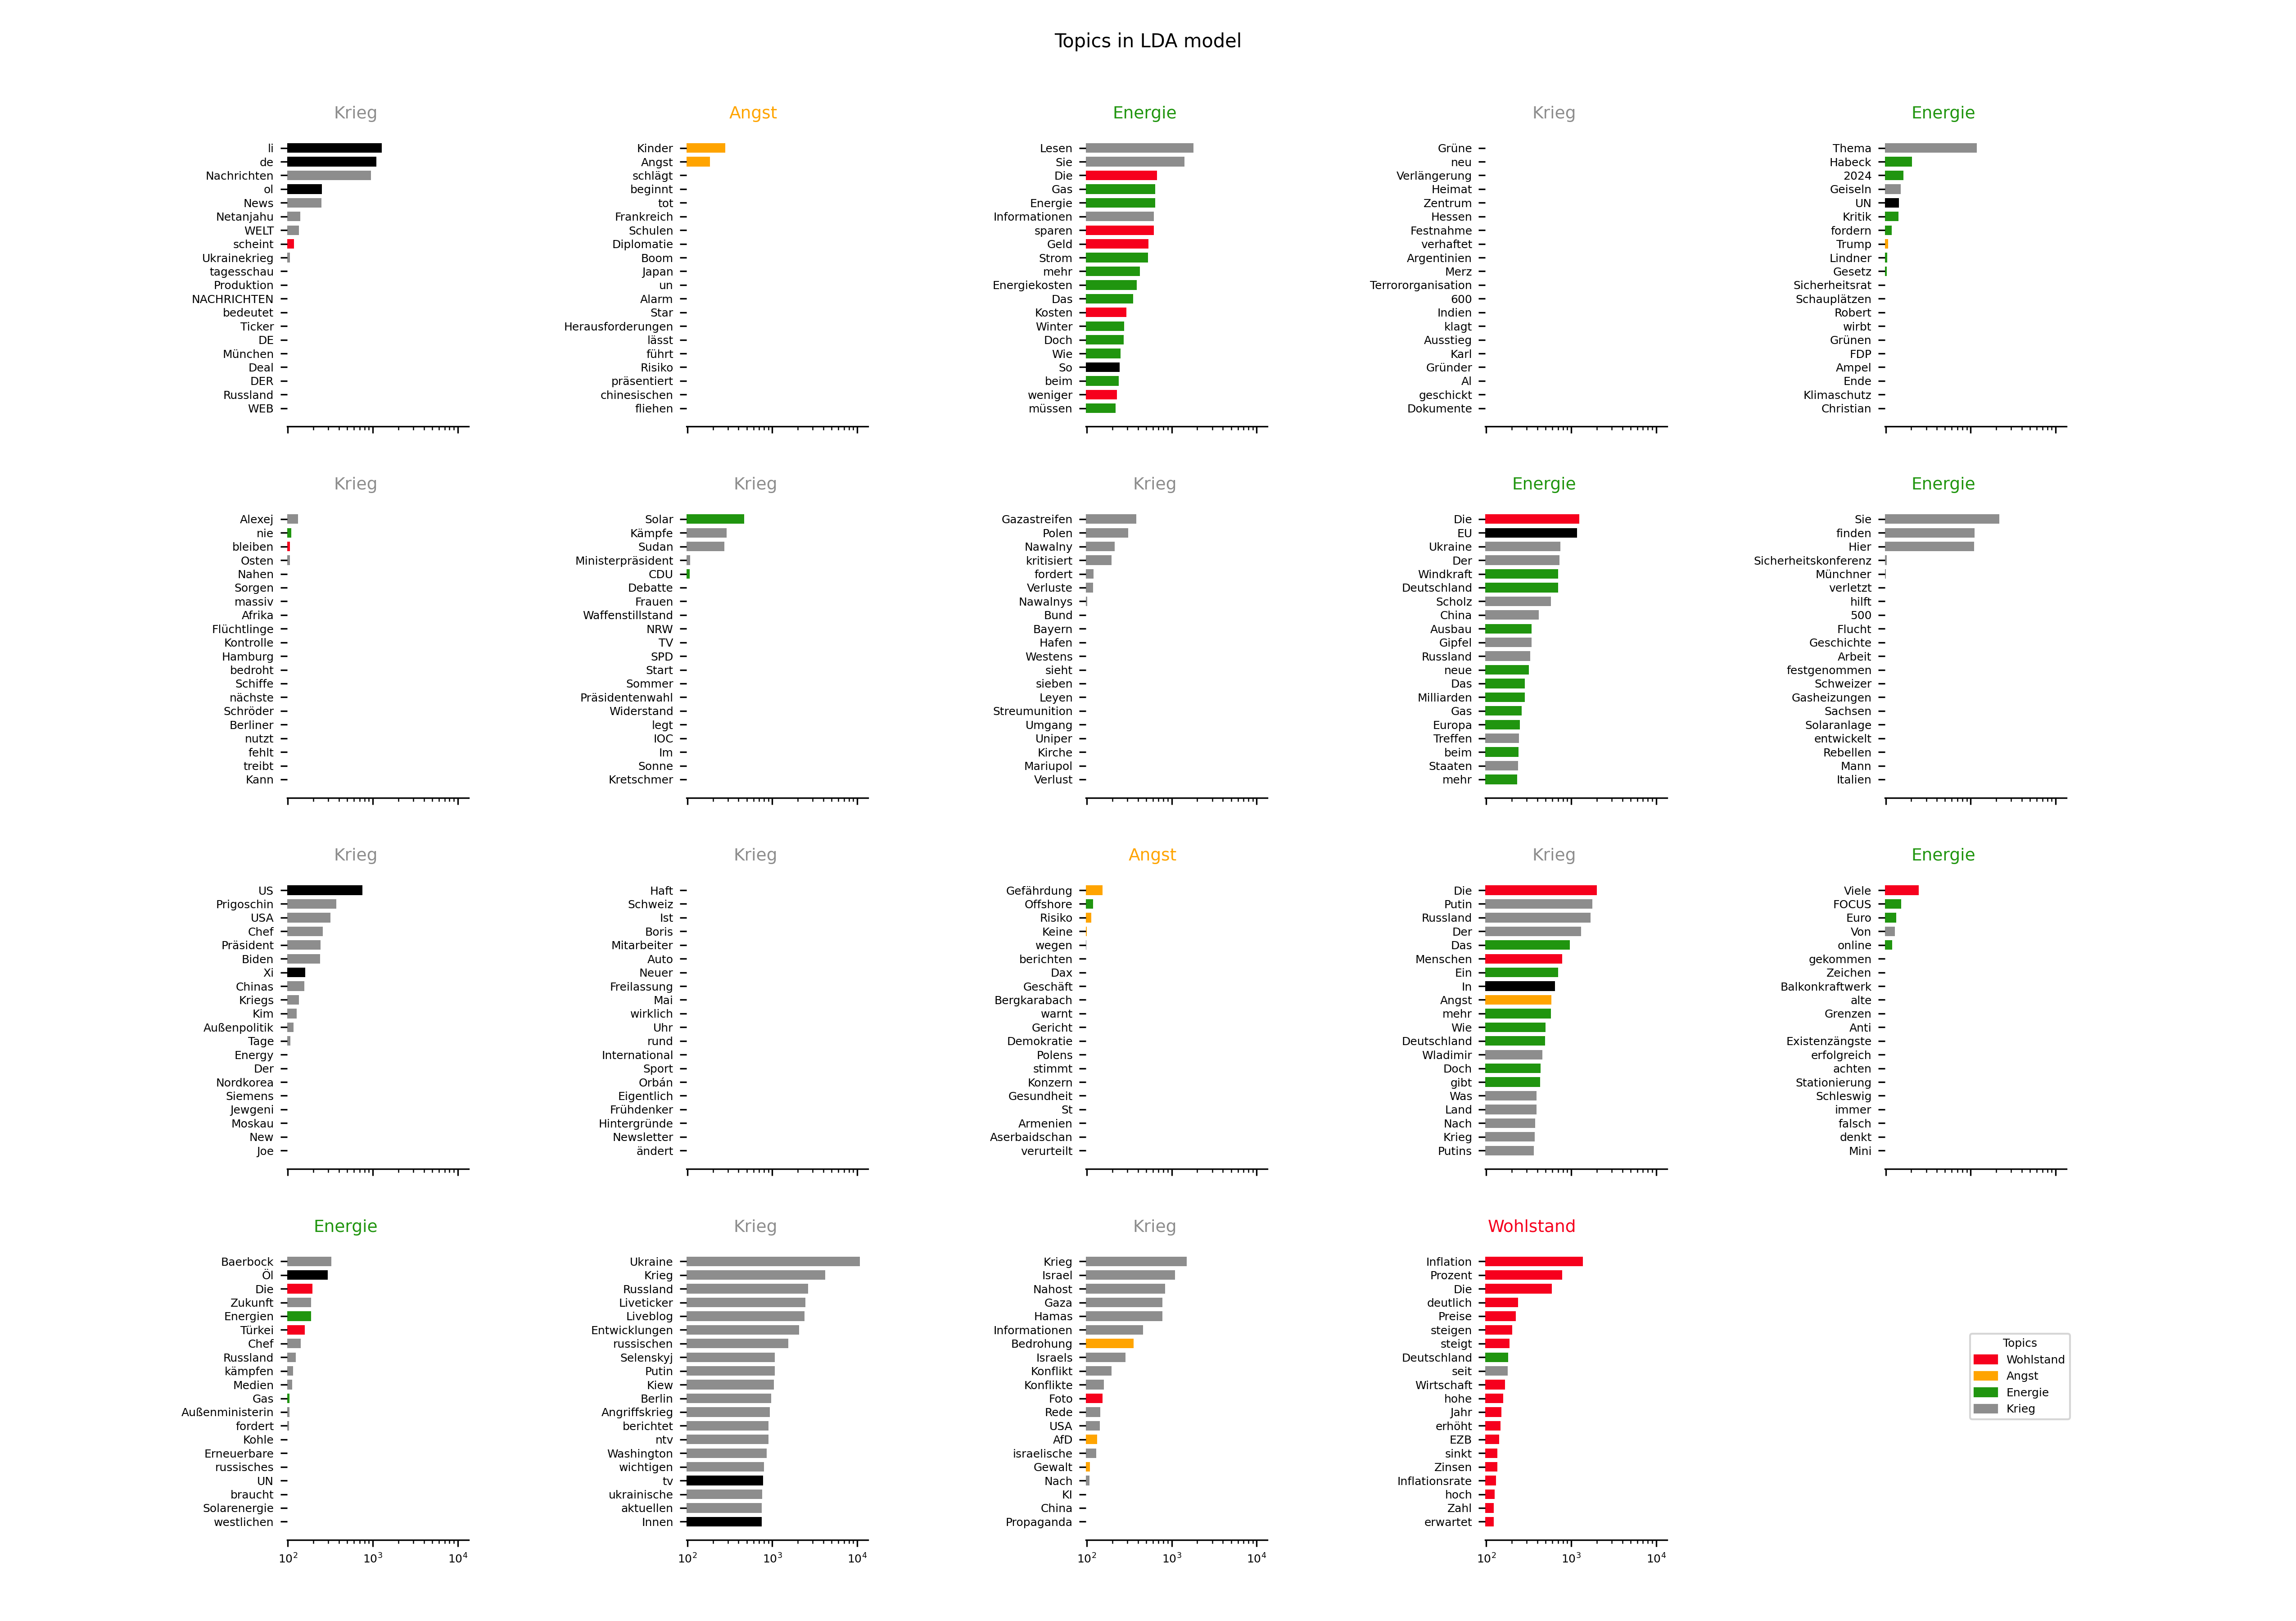 Topics in LDA model
Krieg
li
de
Nachrichten
ol
News
Netanjahu
WELT
scheint
Ukrainekrieg
tagesschau
Produktion
NACHRICHTEN
bedeutet
Ticker
DE
München
Deal
DER
Russland
WEB
Angst
Kinder
Angst
schlägt
beginnt
tot
Frankreich
Schulen
Diplomatie
Boom
Japan
un
Alarm
Star
Herausforderungen
lässt
führt
Risiko
präsentiert
chinesischen
fliehen
Energie
Lesen
Sie
Die
Gas
Energie
Informationen
sparen
Geld
Strom
mehr
Energiekosten
Das
Kosten
Winter
Doch
Wie
So
beim
weniger
müssen
Krieg
Grüne
neu
Verlängerung
Heimat
Zentrum
Hessen
Festnahme
verhaftet
Argentinien
Merz
Terrororganisation
600
Indien
klagt
Ausstieg
Karl
Gründer
Al
geschickt
Dokumente
Energie
Thema
Habeck
2024
Geiseln
UN
Kritik
fordern
Trump
Lindner
Gesetz
Sicherheitsrat
Schauplätzen
Robert
wirbt
Grünen
FDP
Ampel
Ende
Klimaschutz
Christian
Krieg
Alexej
nie
bleiben
Osten
Nahen
Sorgen
massiv
Afrika
Flüchtlinge
Kontrolle
Hamburg
bedroht
Schiffe
nächste
Schröder
Berliner
nutzt
fehlt
treibt
Kann
Krieg
Solar
Kämpfe
Sudan
Ministerpräsident
CDU
Debatte
Frauen
Waffenstillstand
NRW
TV
SPD
Start
Sommer
Präsidentenwahl
Widerstand
legt
IOC
Im
Sonne
Kretschmer
Krieg
Gazastreifen
Polen
Nawalny
kritisiert
fordert
Verluste
Nawalnys
Bund
Bayern
Hafen
Westens
sieht
sieben
Leyen
Streumunition
Umgang
Uniper
Kirche
Mariupol
Verlust
Energie
Die
EU
Ukraine
Der
Windkraft
Deutschland
Scholz
China
Ausbau
Gipfel
Russland
neue
Das
Milliarden
Gas
Europa
Treffen
beim
Staaten
mehr
Energie
Sie
finden
Hier
Sicherheitskonferenz
Münchner
verletzt
hilft
500
Flucht
Geschichte
Arbeit
festgenommen
Schweizer
Gasheizungen
Sachsen
Solaranlage
entwickelt
Rebellen
Mann
Italien
Krieg
US
Prigoschin
USA
Chef
Präsident
Biden
Xi
Chinas
Kriegs
Kim
Außenpolitik
Tage
Energy
Der
Nordkorea
Siemens
Jewgeni
Moskau
New
Joe
Krieg
Haft
Schweiz
Ist
Boris
Mitarbeiter
Auto
Neuer
Freilassung
Mai
wirklich
Uhr
rund
International
Sport
Orbán
Eigentlich
Frühdenker
Hintergründe
Newsletter
ändert
Angst
Gefährdung
Offshore
Risiko
Keine
wegen
berichten
Dax
Geschäft
Bergkarabach
warnt
Gericht
Demokratie
Polens
stimmt
Konzern
Gesundheit
St
Armenien
Aserbaidschan
verurteilt
Krieg
Die
Putin
Russland
Der
Das
Menschen
Ein
In
Angst
mehr
Wie
Deutschland
Wladimir
Doch
gibt
Was
Land
Nach
Krieg
Putins
Energie
Viele
FOCUS
Euro
Von
online
gekommen
Zeichen
Balkonkraftwerk
alte
Grenzen
Anti
Existenzängste
erfolgreich
achten
Stationierung
Schleswig
immer
falsch
denkt
Mini
Energie
Baerbock
Öl
Die
Zukunft
Energien
Türkei
Chef
Russland
kämpfen
Medien
Gas
Außenministerin
fordert
Kohle
Erneuerbare
russisches
UN
braucht
Solarenergie
westlichen
10² 10³ 10⁴
Krieg
Ukraine
Krieg
Russland
Liveticker
Liveblog
Entwicklungen
russischen
Selenskyj
Putin
Kiew
Berlin
Angriffskrieg
berichtet
ntv
Washington
wichtigen
tv
ukrainische
aktuellen
Innen
10² 10³ 10⁴
Krieg
Krieg
Israel
Nahost
Gaza
Hamas
Informationen
Bedrohung
Israels
Konflikt
Konflikte
Foto
Rede
USA
AfD
israelische
Gewalt
Nach
KI
China
Propaganda
10² 10³ 10⁴
Wohlstand
Inflation
Prozent
Die
deutlich
Preise
steigen
steigt
Deutschland
seit
Wirtschaft
hohe
Jahr
erhöht
EZB
sinkt
Zinsen
Inflationsrate
hoch
Zahl
erwartet
10² 10³ 10⁴
Topics
Wohlstand
Angst
Energie
Krieg